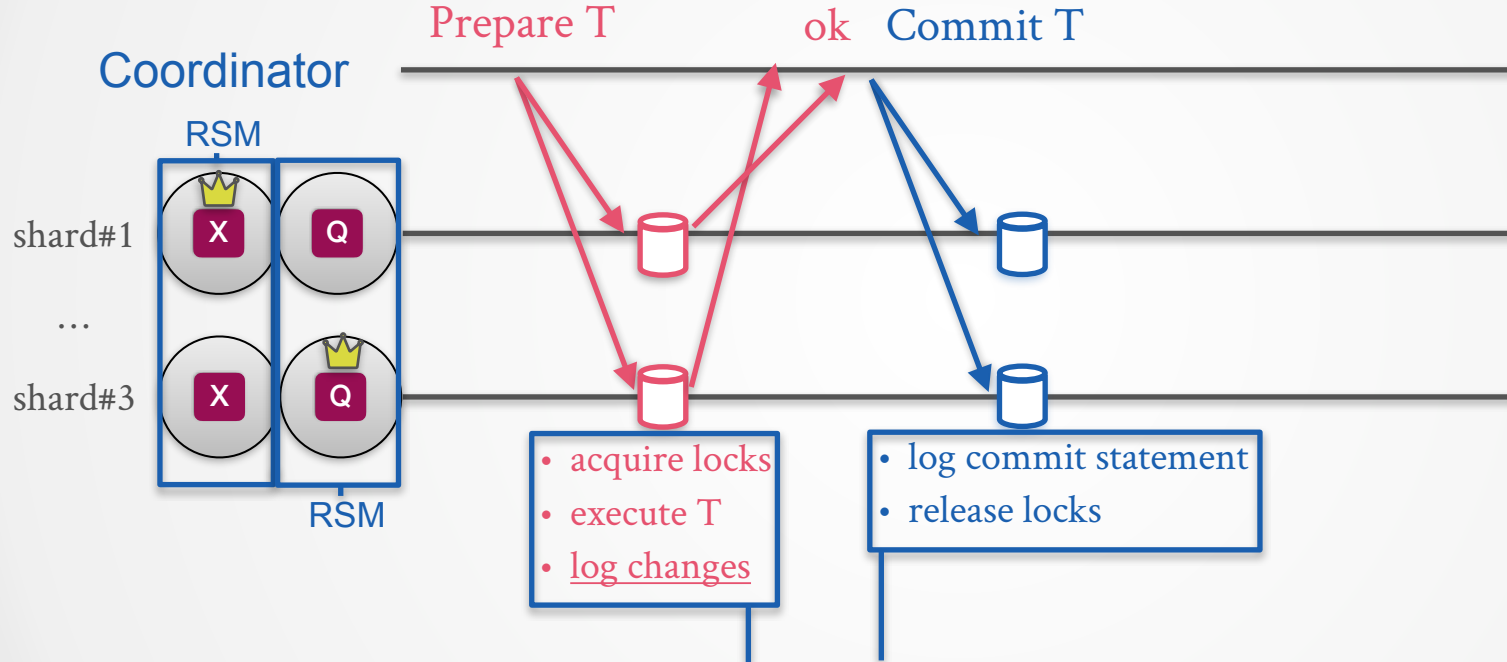 Prepare T
ok
Commit T
Coordinator
RSM
shard#1
X
Q
...
shard#3
X
Q
RSM
• acquire locks
• execute T
• log changes
• log commit statement
• release locks